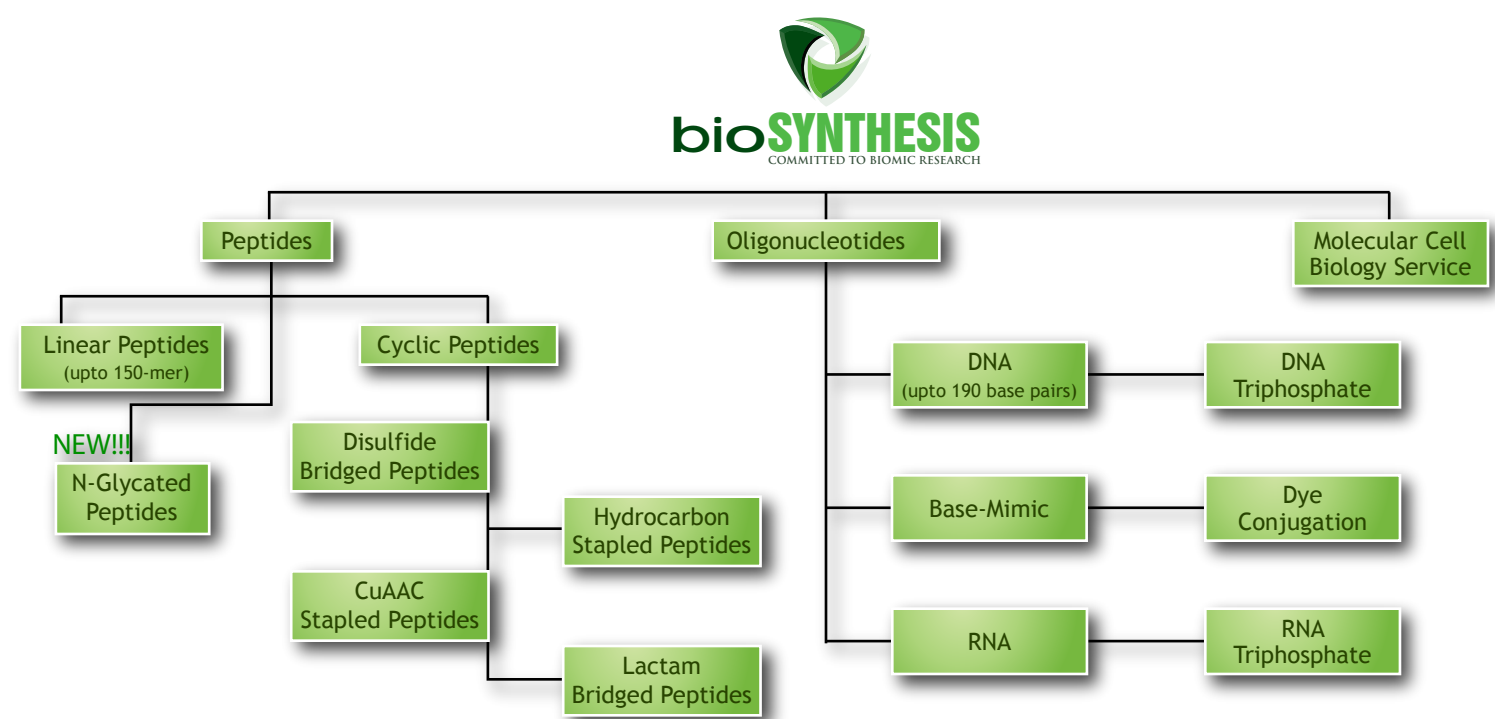 bioSYNTHESIS
COMMITTED TO BIOMIC RESEARCH
Peptides
Oligonucleotides
Molecular Cell
Biology Service
Linear Peptides
(upto 150-mer)
Cyclic Peptides
DNA
(upto 190 base pairs)
DNA
Triphosphate
NEW!!!
N-Glycated
Peptides
Disulfide
Bridged Peptides
Hydrocarbon
Stapled Peptides
Base-Mimic
Dye
Conjugation
CuAAC
Stapled Peptides
Lactam
Bridged Peptides
RNA
RNA
Triphosphate